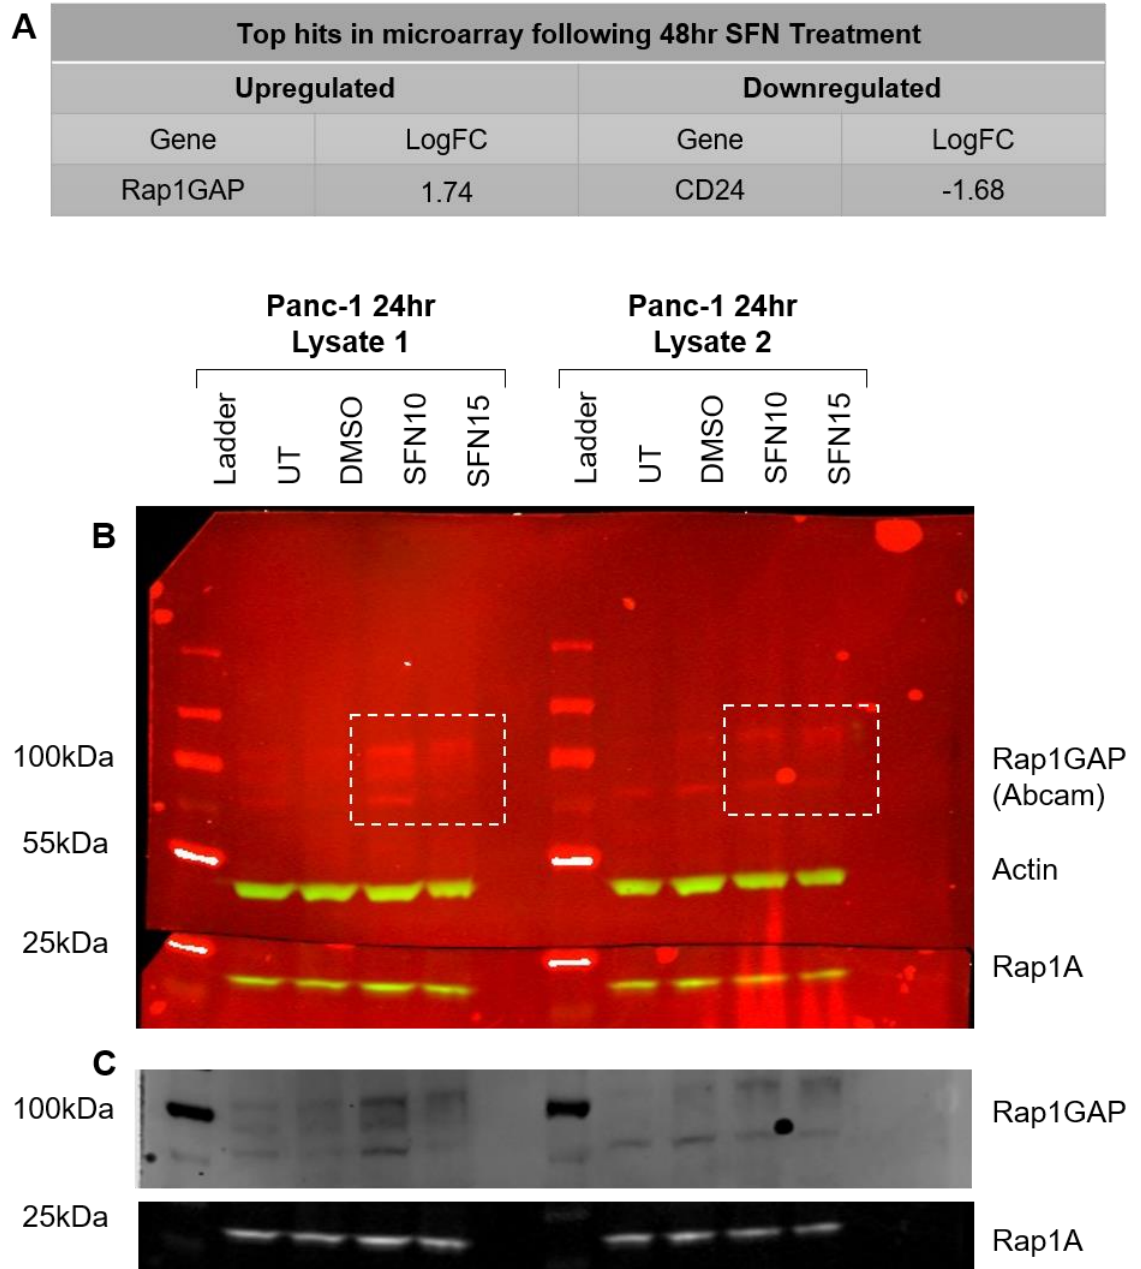 A
Top hits in microarray following 48hr SFN Treatment
Upregulated Downregulated
Gene LogFC Gene LogFC
Rap1GAP 1.74 CD24 -1.68
Panc-1 24hr
Lysate 1
Panc-1 24hr
Lysate 2
Ladder UT DMSO SFN10 SFN15 Ladder UT DMSO SFN10 SFN15
B
100kDa
55kDa
25kDa
Rap1GAP
(Abcam)
Actin
Rap1A
C
100kDa
Rap1GAP
25kDa
Rap1A